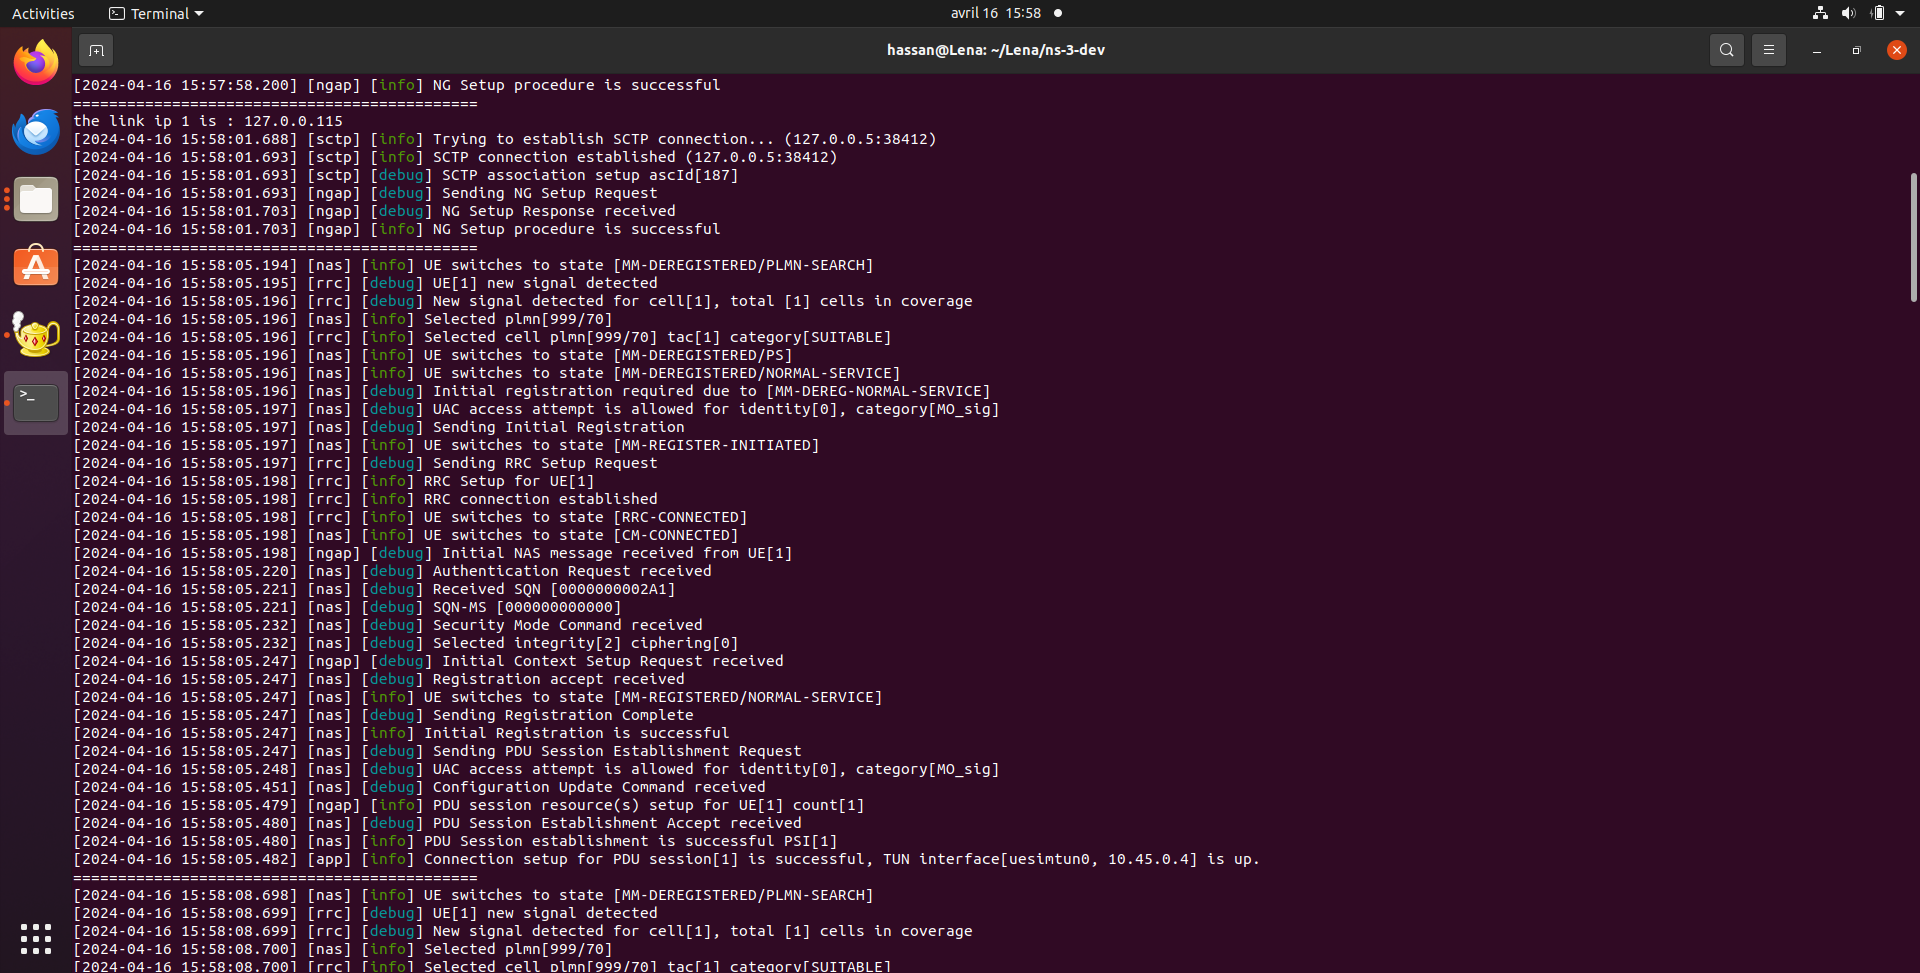 Activities Terminal avril 16 15:58
hassan@Lena: ~/Lena/ns-3-dev
[2024-04-16 15:57:58.200] [ngap] [info] NG Setup procedure is successful
=============================================
the link ip 1 is : 127.0.0.115
[2024-04-16 15:58:01.688] [sctp] [info] Trying to establish SCTP connection... (127.0.0.5:38412)
[2024-04-16 15:58:01.693] [sctp] [info] SCTP connection established (127.0.0.5:38412)
[2024-04-16 15:58:01.693] [sctp] [debug] SCTP association setup ascId[187]
[2024-04-16 15:58:01.693] [ngap] [debug] Sending NG Setup Request
[2024-04-16 15:58:01.703] [ngap] [debug] NG Setup Response received
[2024-04-16 15:58:01.703] [ngap] [info] NG Setup procedure is successful
=============================================
[2024-04-16 15:58:05.194] [nas] [info] UE switches to state [MM-DEREGISTERED/PLMN-SEARCH]
[2024-04-16 15:58:05.195] [rrc] [debug] UE[1] new signal detected
[2024-04-16 15:58:05.196] [rrc] [debug] New signal detected for cell[1], total [1] cells in coverage
[2024-04-16 15:58:05.196] [nas] [info] Selected plmn[999/70]
[2024-04-16 15:58:05.196] [rrc] [info] Selected cell plmn[999/70] tac[1] category[SUITABLE]
[2024-04-16 15:58:05.196] [nas] [info] UE switches to state [MM-DEREGISTERED/PS]
[2024-04-16 15:58:05.196] [nas] [info] UE switches to state [MM-DEREGISTERED/NORMAL-SERVICE]
[2024-04-16 15:58:05.196] [nas] [debug] Initial registration required due to [MM-DEREG-NORMAL-SERVICE]
[2024-04-16 15:58:05.197] [nas] [debug] UAC access attempt is allowed for identity[0], category[MO_sig]
[2024-04-16 15:58:05.197] [nas] [debug] Sending Initial Registration
[2024-04-16 15:58:05.197] [nas] [info] UE switches to state [MM-REGISTER-INITIATED]
[2024-04-16 15:58:05.197] [rrc] [debug] Sending RRC Setup Request
[2024-04-16 15:58:05.198] [rrc] [info] RRC Setup for UE[1]
[2024-04-16 15:58:05.198] [rrc] [info] RRC connection established
[2024-04-16 15:58:05.198] [rrc] [info] UE switches to state [RRC-CONNECTED]
[2024-04-16 15:58:05.198] [nas] [info] UE switches to state [CM-CONNECTED]
[2024-04-16 15:58:05.198] [ngap] [debug] Initial NAS message received from UE[1]
[2024-04-16 15:58:05.220] [nas] [debug] Authentication Request received
[2024-04-16 15:58:05.221] [nas] [debug] Received SQN [0000000002A1]
[2024-04-16 15:58:05.221] [nas] [debug] SQN-MS [000000000000]
[2024-04-16 15:58:05.232] [nas] [debug] Security Mode Command received
[2024-04-16 15:58:05.232] [nas] [debug] Selected integrity[2] ciphering[0]
[2024-04-16 15:58:05.247] [ngap] [debug] Initial Context Setup Request received
[2024-04-16 15:58:05.247] [nas] [debug] Registration accept received
[2024-04-16 15:58:05.247] [nas] [info] UE switches to state [MM-REGISTERED/NORMAL-SERVICE]
[2024-04-16 15:58:05.247] [nas] [debug] Sending Registration Complete
[2024-04-16 15:58:05.247] [nas] [info] Initial Registration is successful
[2024-04-16 15:58:05.247] [nas] [debug] Sending PDU Session Establishment Request
[2024-04-16 15:58:05.248] [nas] [debug] UAC access attempt is allowed for identity[0], category[MO_sig]
[2024-04-16 15:58:05.451] [nas] [debug] Configuration Update Command received
[2024-04-16 15:58:05.479] [ngap] [info] PDU session resource(s) setup for UE[1] count[1]
[2024-04-16 15:58:05.480] [nas] [debug] PDU Session Establishment Accept received
[2024-04-16 15:58:05.480] [nas] [info] PDU Session establishment is successful PSI[1]
[2024-04-16 15:58:05.482] [app] [info] Connection setup for PDU session[1] is successful, TUN interface[uesimtun0, 10.45.0.4] is up.
=============================================
[2024-04-16 15:58:08.698] [nas] [info] UE switches to state [MM-DEREGISTERED/PLMN-SEARCH]
[2024-04-16 15:58:08.699] [rrc] [debug] UE[1] new signal detected
[2024-04-16 15:58:08.699] [rrc] [debug] New signal detected for cell[1], total [1] cells in coverage
[2024-04-16 15:58:08.700] [nas] [info] Selected plmn[999/70]
[2024-04-16 15:58:08.700] [rrc] [info] Selected cell plmn[999/70] tac[1] category[SUITABLE]